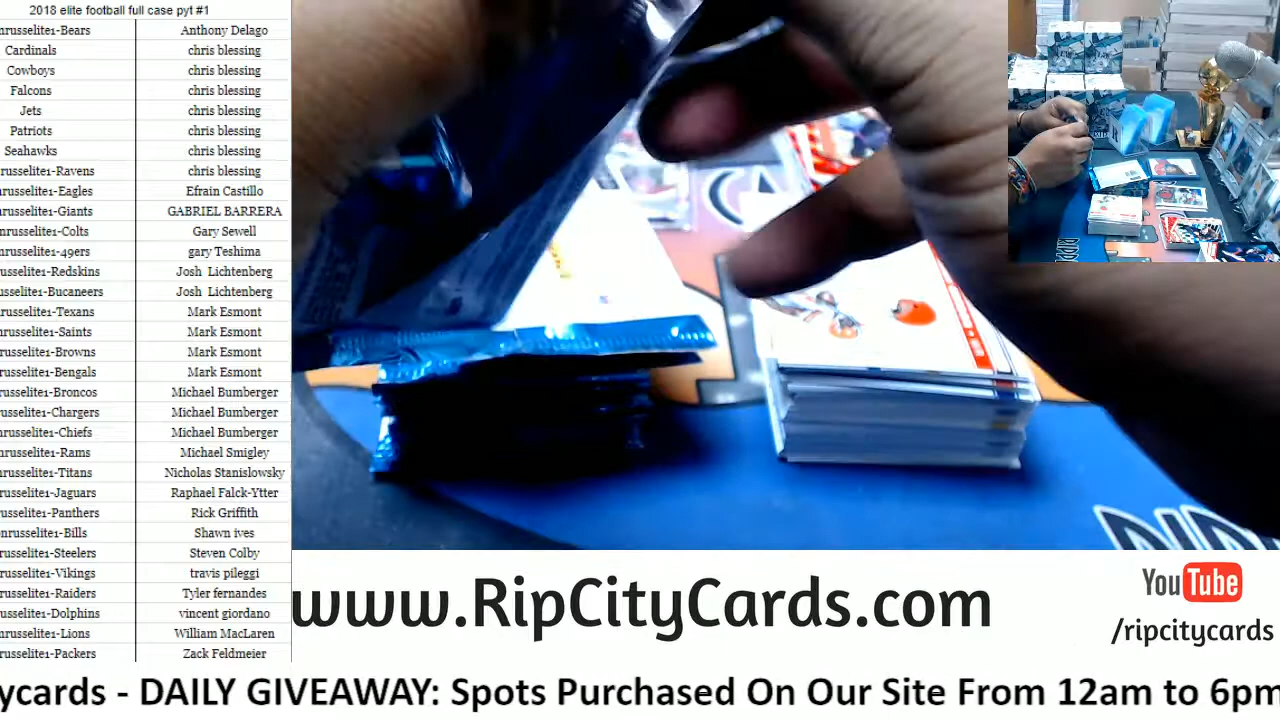 2018 elite football full case pyt #1
nrusselite1-Bears Anthony Delago
Cardinals chris blessing
Cowboys chris blessing
Falcons chris blessing
Jets chris blessing
Patriots chris blessing
Seahawks chris blessing
russelite1-Ravens chris blessing
nrusselite1-Eagles Efrain Castillo
nrusselite1-Giants GABRIEL BARRERA
nrusselite1-Colts Gary Sewell
nrusselite1-49ers gary Teshima
russelite1-Redskins Josh Lichtenberg
usselite1-Bucaneers Josh Lichtenberg
russelite1-Texans Mark Esmont
nrusselite1-Saints Mark Esmont
russelite1-Browns Mark Esmont
russelite1-Bengals Mark Esmont
russelite1-Broncos Michael Bumberger
russelite1-Chargers Michael Bumberger
nrusselite1-Chiefs Michael Bumberger
nrusselite1-Rams Michael Smigley
nrusselite1-Titans Nicholas Stanislowsky
russelite1-Jaguars Raphael Falck-Ytter
russelite1-Panthers Rick Griffith
onrusselite1-Bills Shawn ives
russelite1-Steelers Steven Colby
russelite1-Vikings travis pileggi
russelite1-Raiders Tyler fernandes
usselite1-Dolphins vincent giordano
nrusselite1-Lions William MacLaren
russelite1-Packers Zack Feldmeier
www.RipCityCards.com
YouTube
/ripcitycards
ycards - DAILY GIVEAWAY: Spots Purchased On Our Site From 12am to 6pm